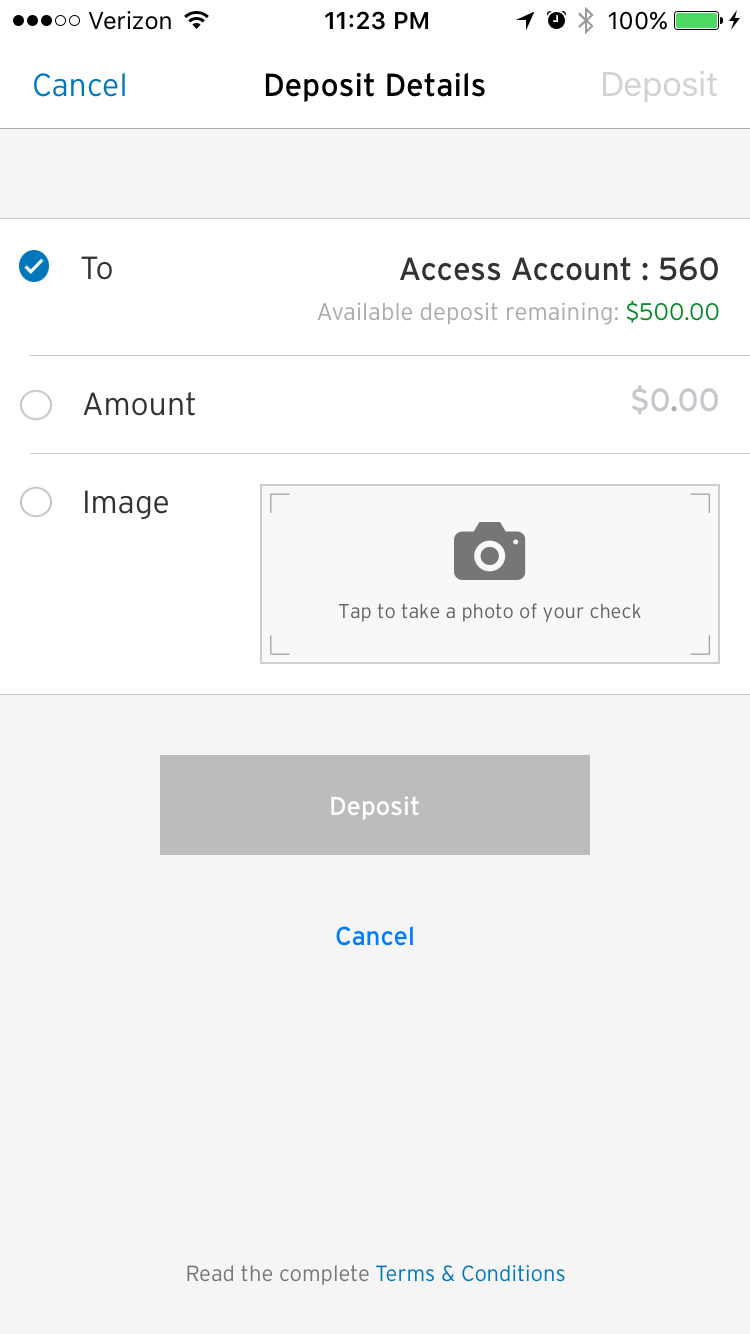 Verizon 11:23 PM 100%
Cancel Deposit Details Deposit
To Access Account : 560
Available deposit remaining: $500.00
Amount $0.00
Image
Tap to take a photo of your check
Deposit
Cancel
Read the complete Terms & Conditions